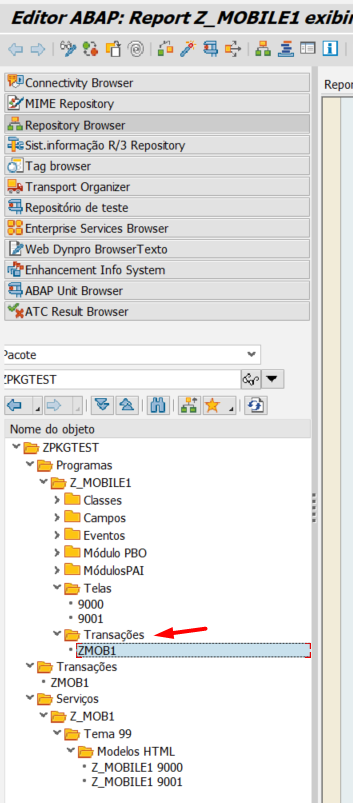 Editor ABAP: Report Z_MOBILE1 exibir
Connectivity Browser
MIME Repository
Repor
Repository Browser
Sist.informação R/3 Repository
Tag browser
Transport Organizer
Repositório de teste
Enterprise Services Browser
Web Dynpro BrowserTexto
Enhancement Info System
ABAP Unit Browser
ATC Result Browser
Pacote
ZPKGTEST
Nome do objeto
ZPKGTEST
Programas
Z_MOBILE1
Classes
Campos
Eventos
Módulo PBO
MódulosPAI
Telas
9000
9001
Transações
ZMOB1
Transações
ZMOB1
Serviços
Z_MOB1
Tema 99
Modelos HTML
Z_MOBILE1 9000
Z_MOBILE1 9001